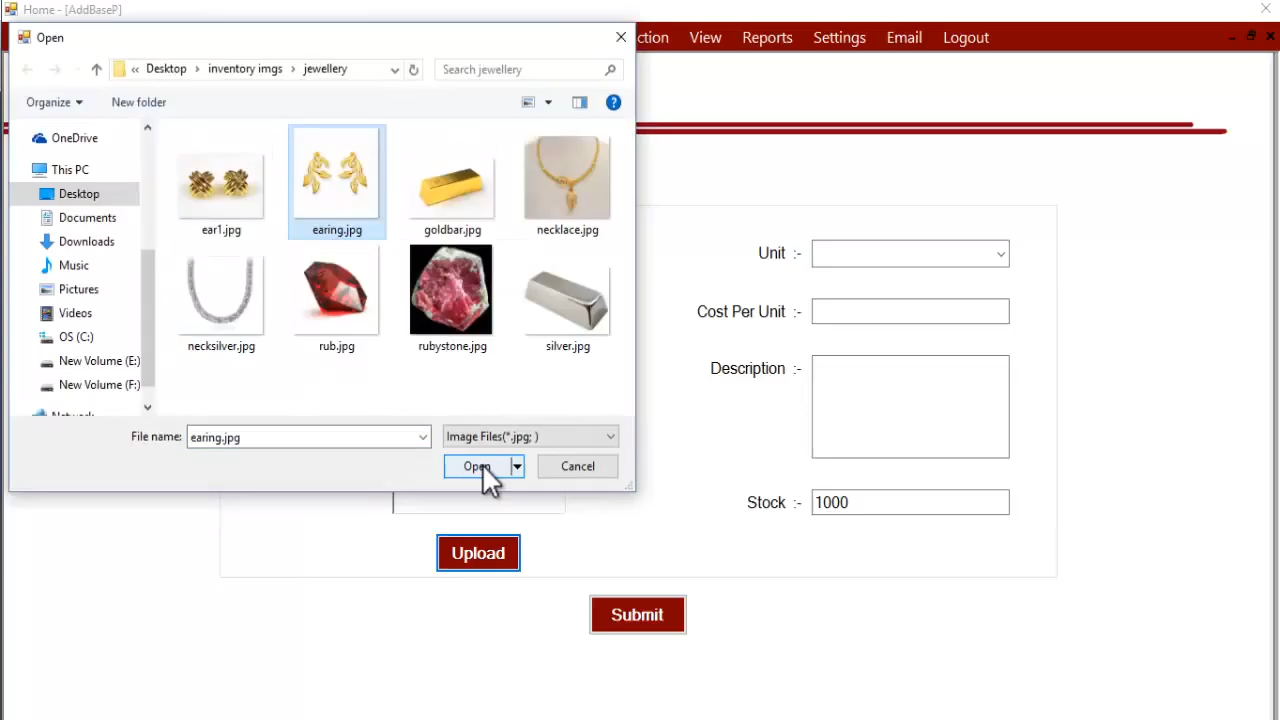 Home - [AddBaseP]
Open
ction View Reports Settings Email Logout
« Desktop › inventory imgs › jewellery
Search jewellery
Organize New folder
OneDrive
This PC
Desktop
Documents
Downloads
Music
Pictures
Videos
OS (C:)
New Volume (E:)
New Volume (F:)
Network
ear1.jpg earing.jpg goldbar.jpg necklace.jpg
necksilver.jpg rub.jpg rubystone.jpg silver.jpg
File name: earing.jpg Image Files(*.jpg; )
Open Cancel
Unit :-
Cost Per Unit :-
Description :-
Stock :- 1000
Upload
Submit